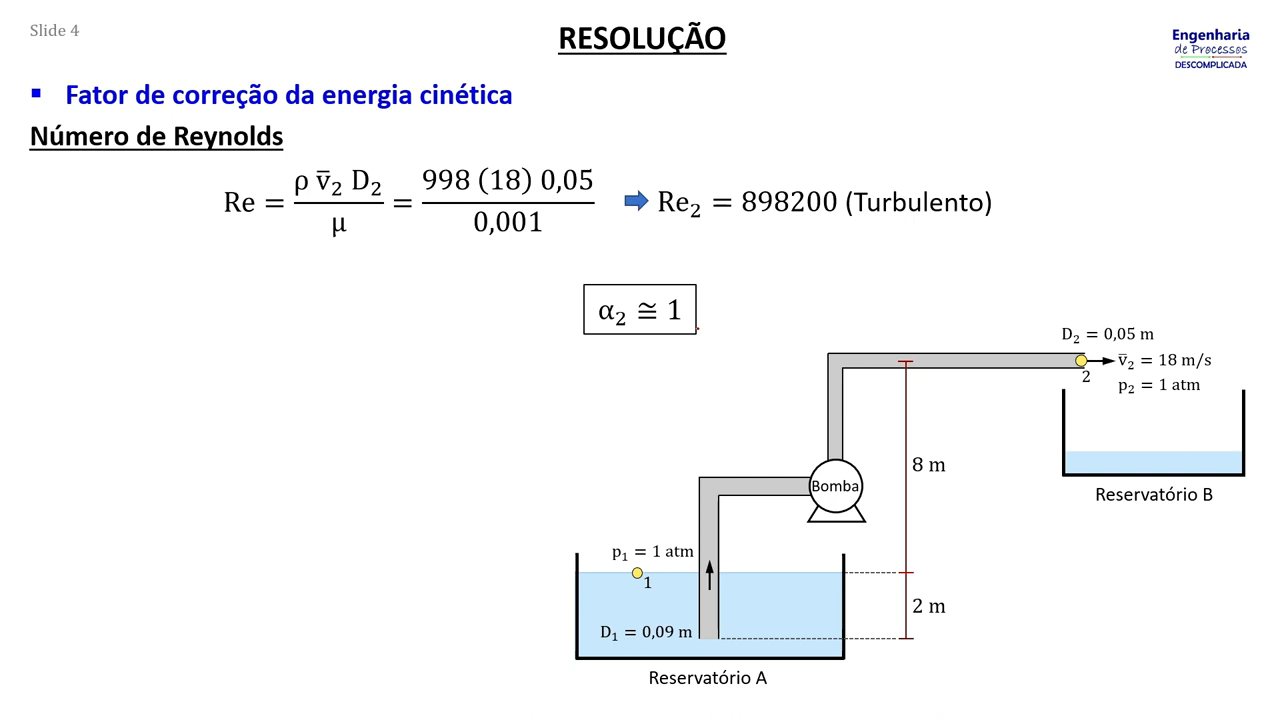 Slide 4
RESOLUÇÃO
Engenharia
de Processos
DESCOMPLICADA
▪ Fator de correção da energia cinética
Número de Reynolds
Re = ρ v̅₂ D₂ / μ = 998 (18) 0,05 / 0,001 ➡ Re₂ = 898200 (Turbulento)
α₂ ≅ 1
D₂ = 0,05 m
v̅₂ = 18 m/s
2
p₂ = 1 atm
8 m
Bomba
Reservatório B
p₁ = 1 atm
1
2 m
D₁ = 0,09 m
Reservatório A